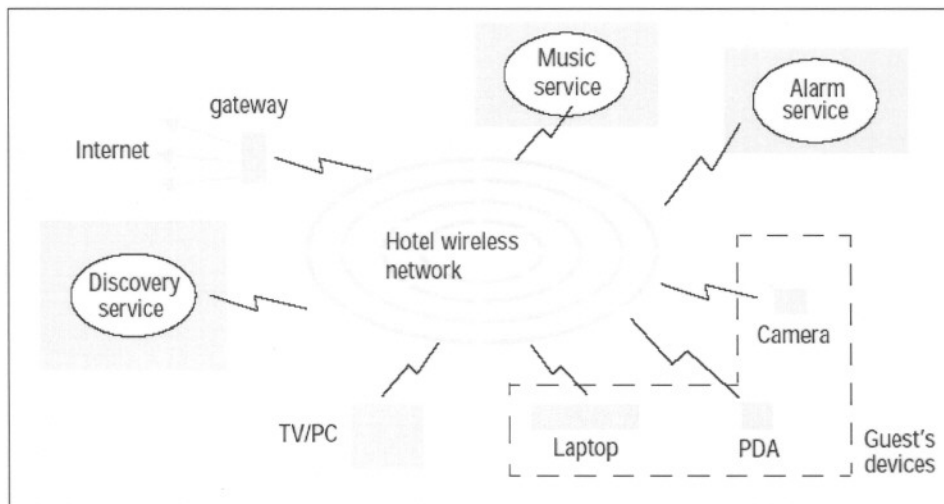 Music
service
Alarm
service
gateway
Internet
Hotel wireless
network
Discovery
service
Camera
TV/PC
Laptop
PDA
Guest's
devices